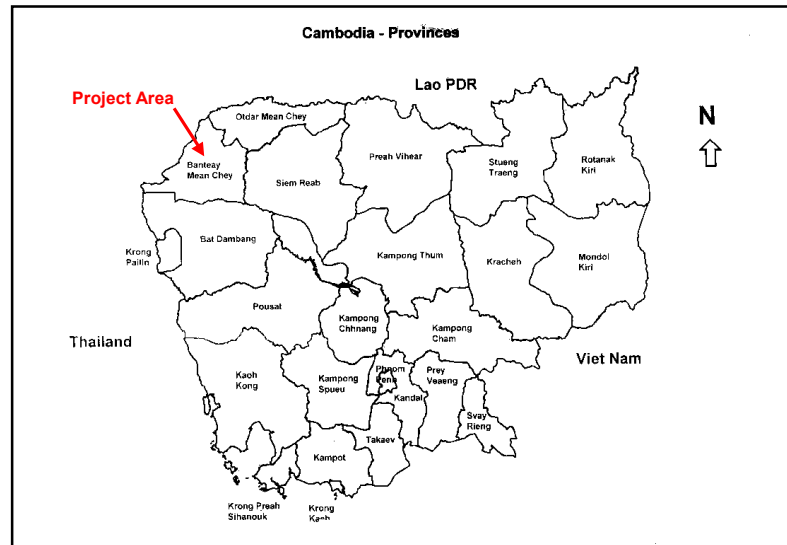 Cambodia - Provinces
Lao PDR
Project Area
N
Otdar Mean Chey
Banteay
Mean Chey
Siem Reab
Preah Vihear
Stueng
Traeng
Rotanak
Kiri
Krong
Pailin
Bat Dambang
Kampong Thum
Kracheh
Mondol
Kiri
Pousat
Kampong
Chhnang
Kampong
Cham
Thailand
Viet Nam
Kaoh
Kong
Kampong
Spueu
Phnom
Penh
Kandal
Prey
Veaeng
Svay
Rieng
Takaev
Kampot
Krong Preah
Sihanouk
Krong
Kaeb